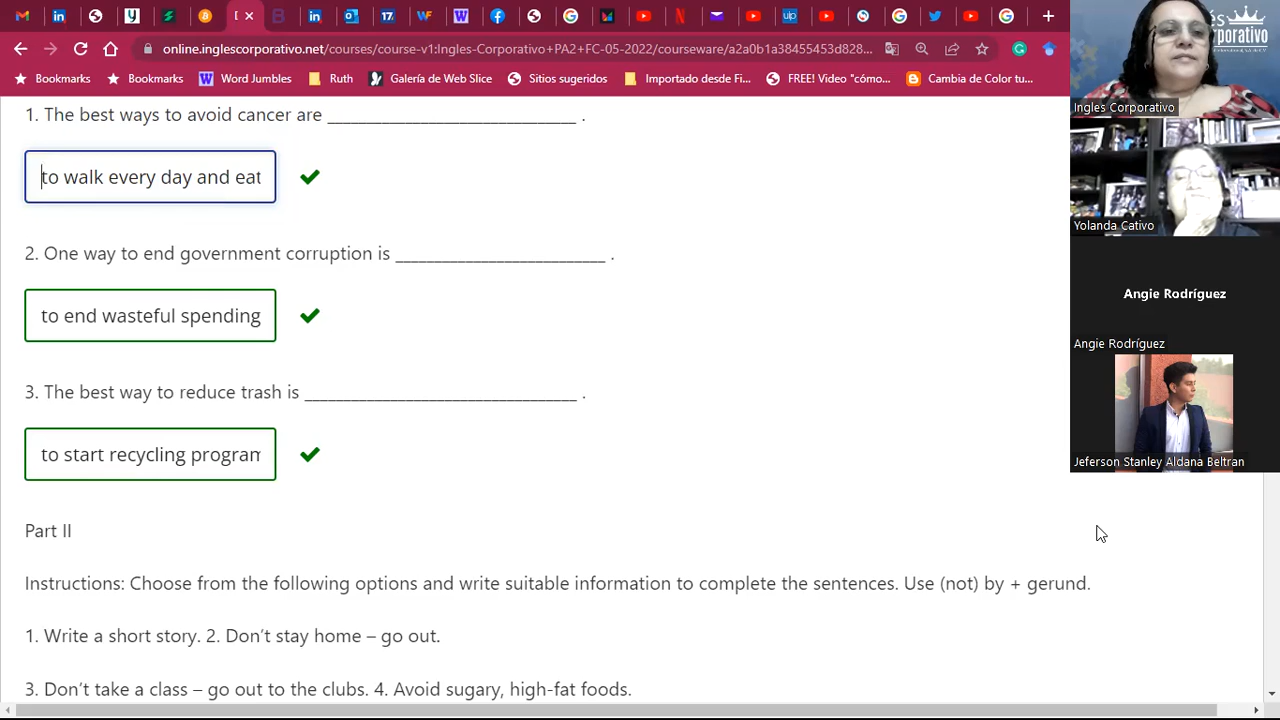 online.inglescorporativo.net/courses/course-v1:Ingles-Corporativo+PA2+FC-05-2022/courseware/a2a0b1a38455453d828...
Bookmarks Bookmarks Word Jumbles Ruth Galería de Web Slice Sitios sugeridos Importado desde Fi... FREE! Video "cómo... Cambia de Color tu...
Ingles Corporativo
1. The best ways to avoid cancer are ____________________________ .
to walk every day and eat
Yolanda Cativo
2. One way to end government corruption is ________________________ .
Angie Rodríguez
to end wasteful spending
Angie Rodríguez
3. The best way to reduce trash is _______________________________ .
to start recycling program
Jeferson Stanley Aldana Beltran
Part II
Instructions: Choose from the following options and write suitable information to complete the sentences. Use (not) by + gerund.
1. Write a short story. 2. Don’t stay home – go out.
3. Don’t take a class – go out to the clubs. 4. Avoid sugary, high-fat foods.